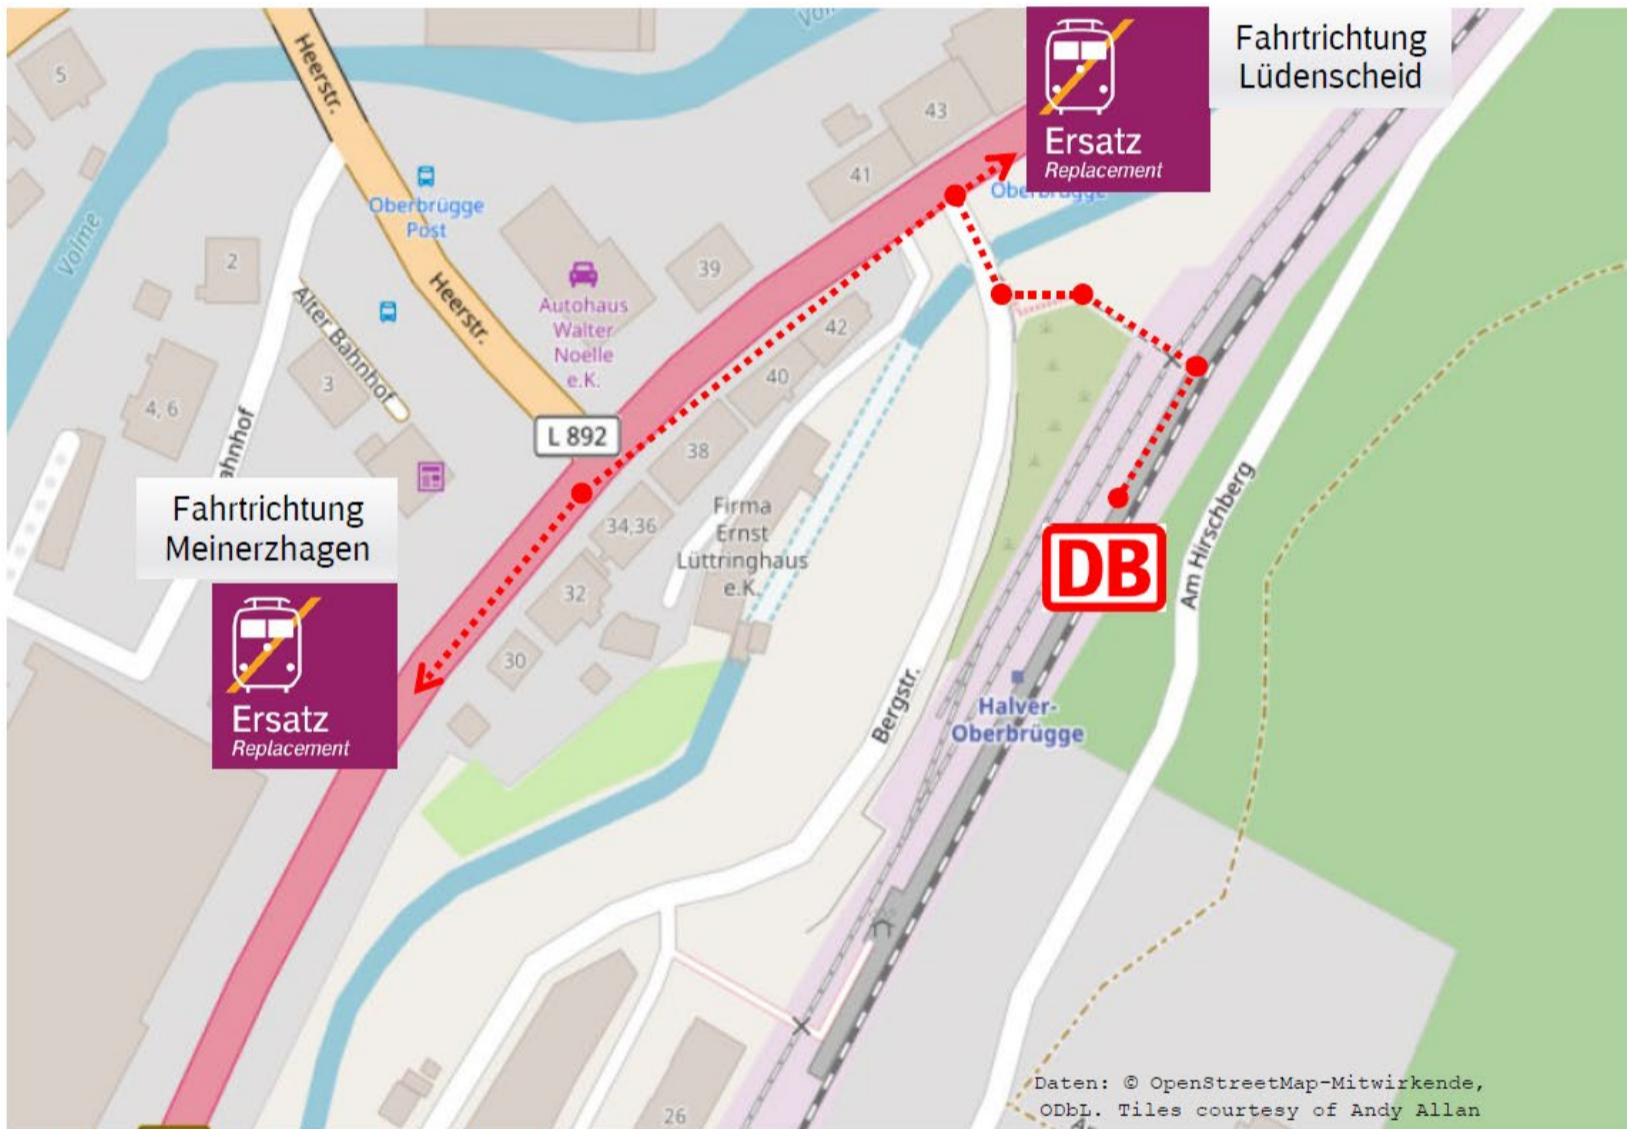 Fahrtrichtung
Lüdenscheid
Ersatz
Replacement
Heerstr.
5
43
41
Oberbrügge
Oberbrügge
Post
Volme
2
39
Heerstr.
Alter Bahnhof
Autohaus
Walter
Noelle
e.K.
42
3
40
4, 6
L 892
38
Fahrtrichtung
Meinerzhagen
34,36
Firma
Ernst
Lüttringhaus
e.K.
DB
Am Hirschberg
32
30
Ersatz
Replacement
Bergstr.
Halver-
Oberbrügge
26
Daten: © OpenStreetMap-Mitwirkende,
ODbL. Tiles courtesy of Andy Allan